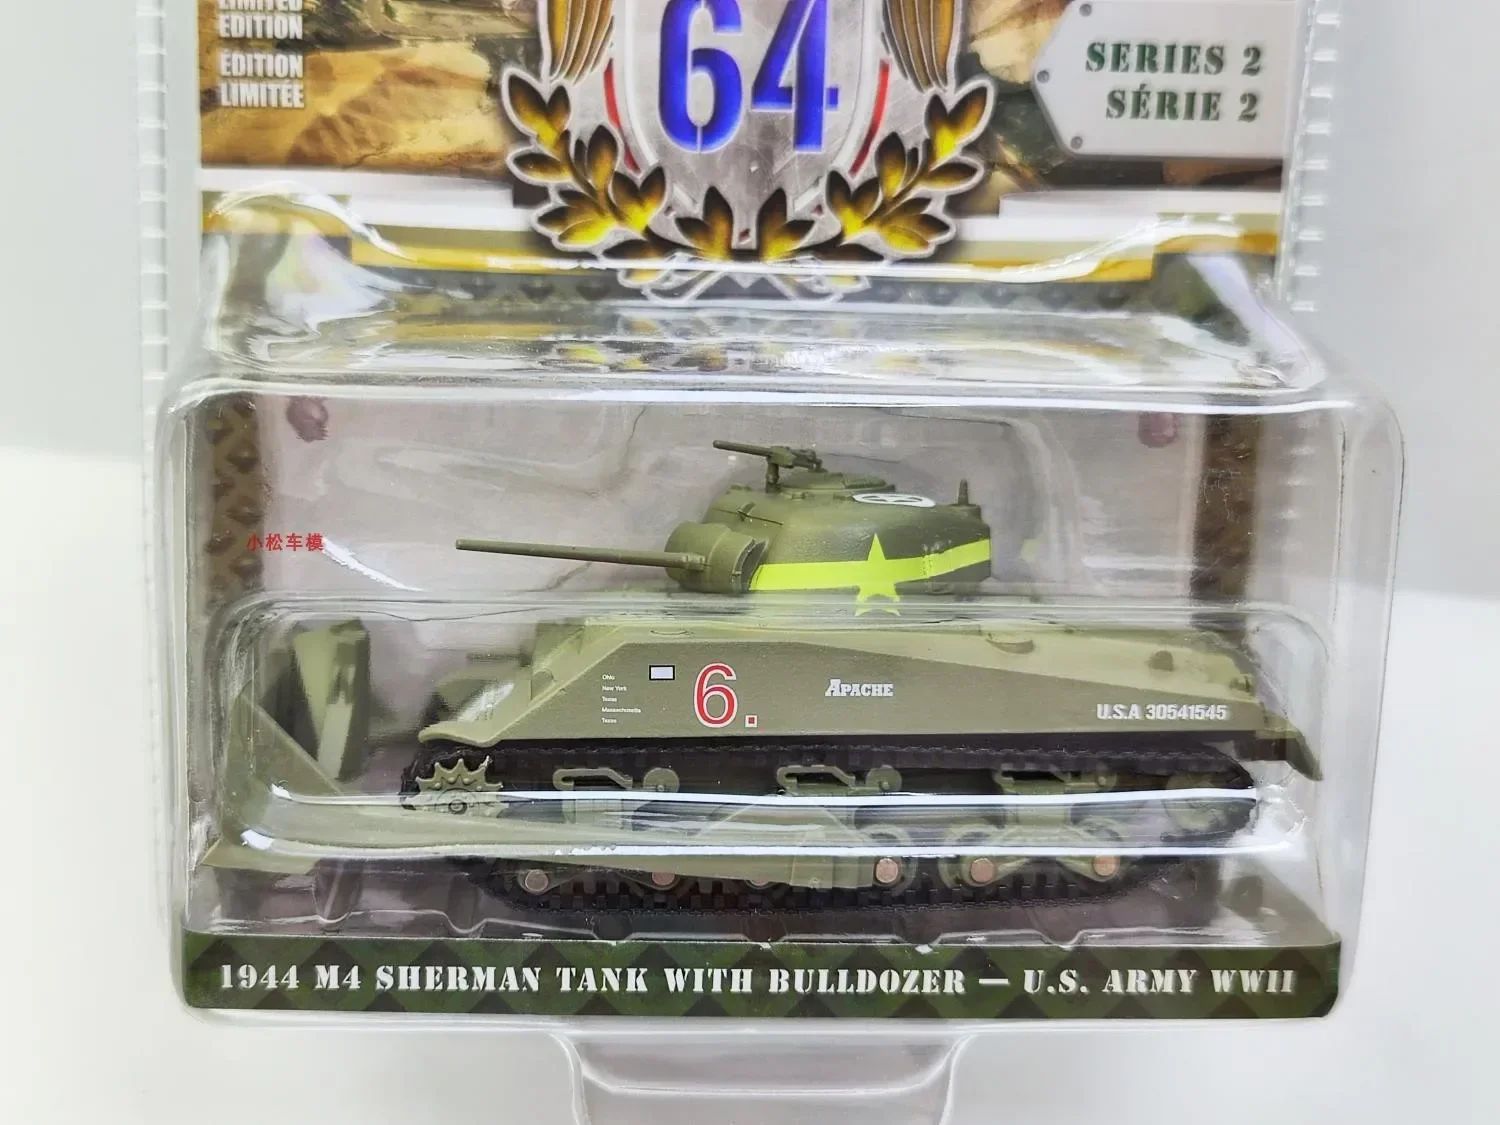 LIMITED
EDITION
ÉDITION
LIMITÉE
64
SERIES 2
SÉRIE 2
小松车模
Ohio
New York
Texas
Massachusetts
Texas
6.
APACHE
U.S.A 30541545
1944 M4 SHERMAN TANK WITH BULLDOZER — U.S. ARMY WWII